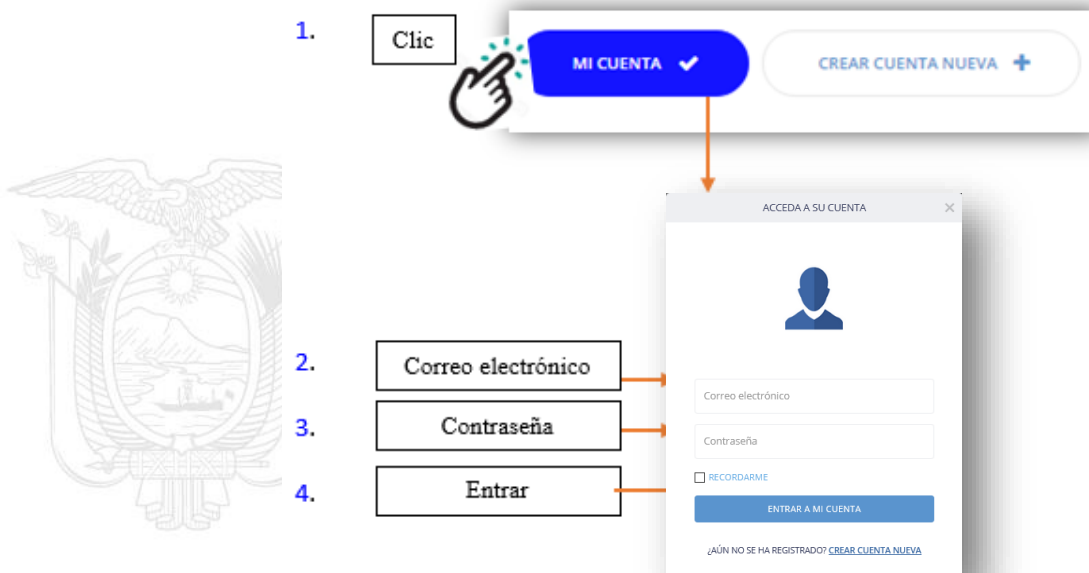 1.
Clic
MI CUENTA
CREAR CUENTA NUEVA
ACCEDA A SU CUENTA
2.
Correo electrónico
Correo electrónico
3.
Contraseña
Contraseña
RECORDARME
4.
Entrar
ENTRAR A MI CUENTA
¿AÚN NO SE HA REGISTRADO? CREAR CUENTA NUEVA